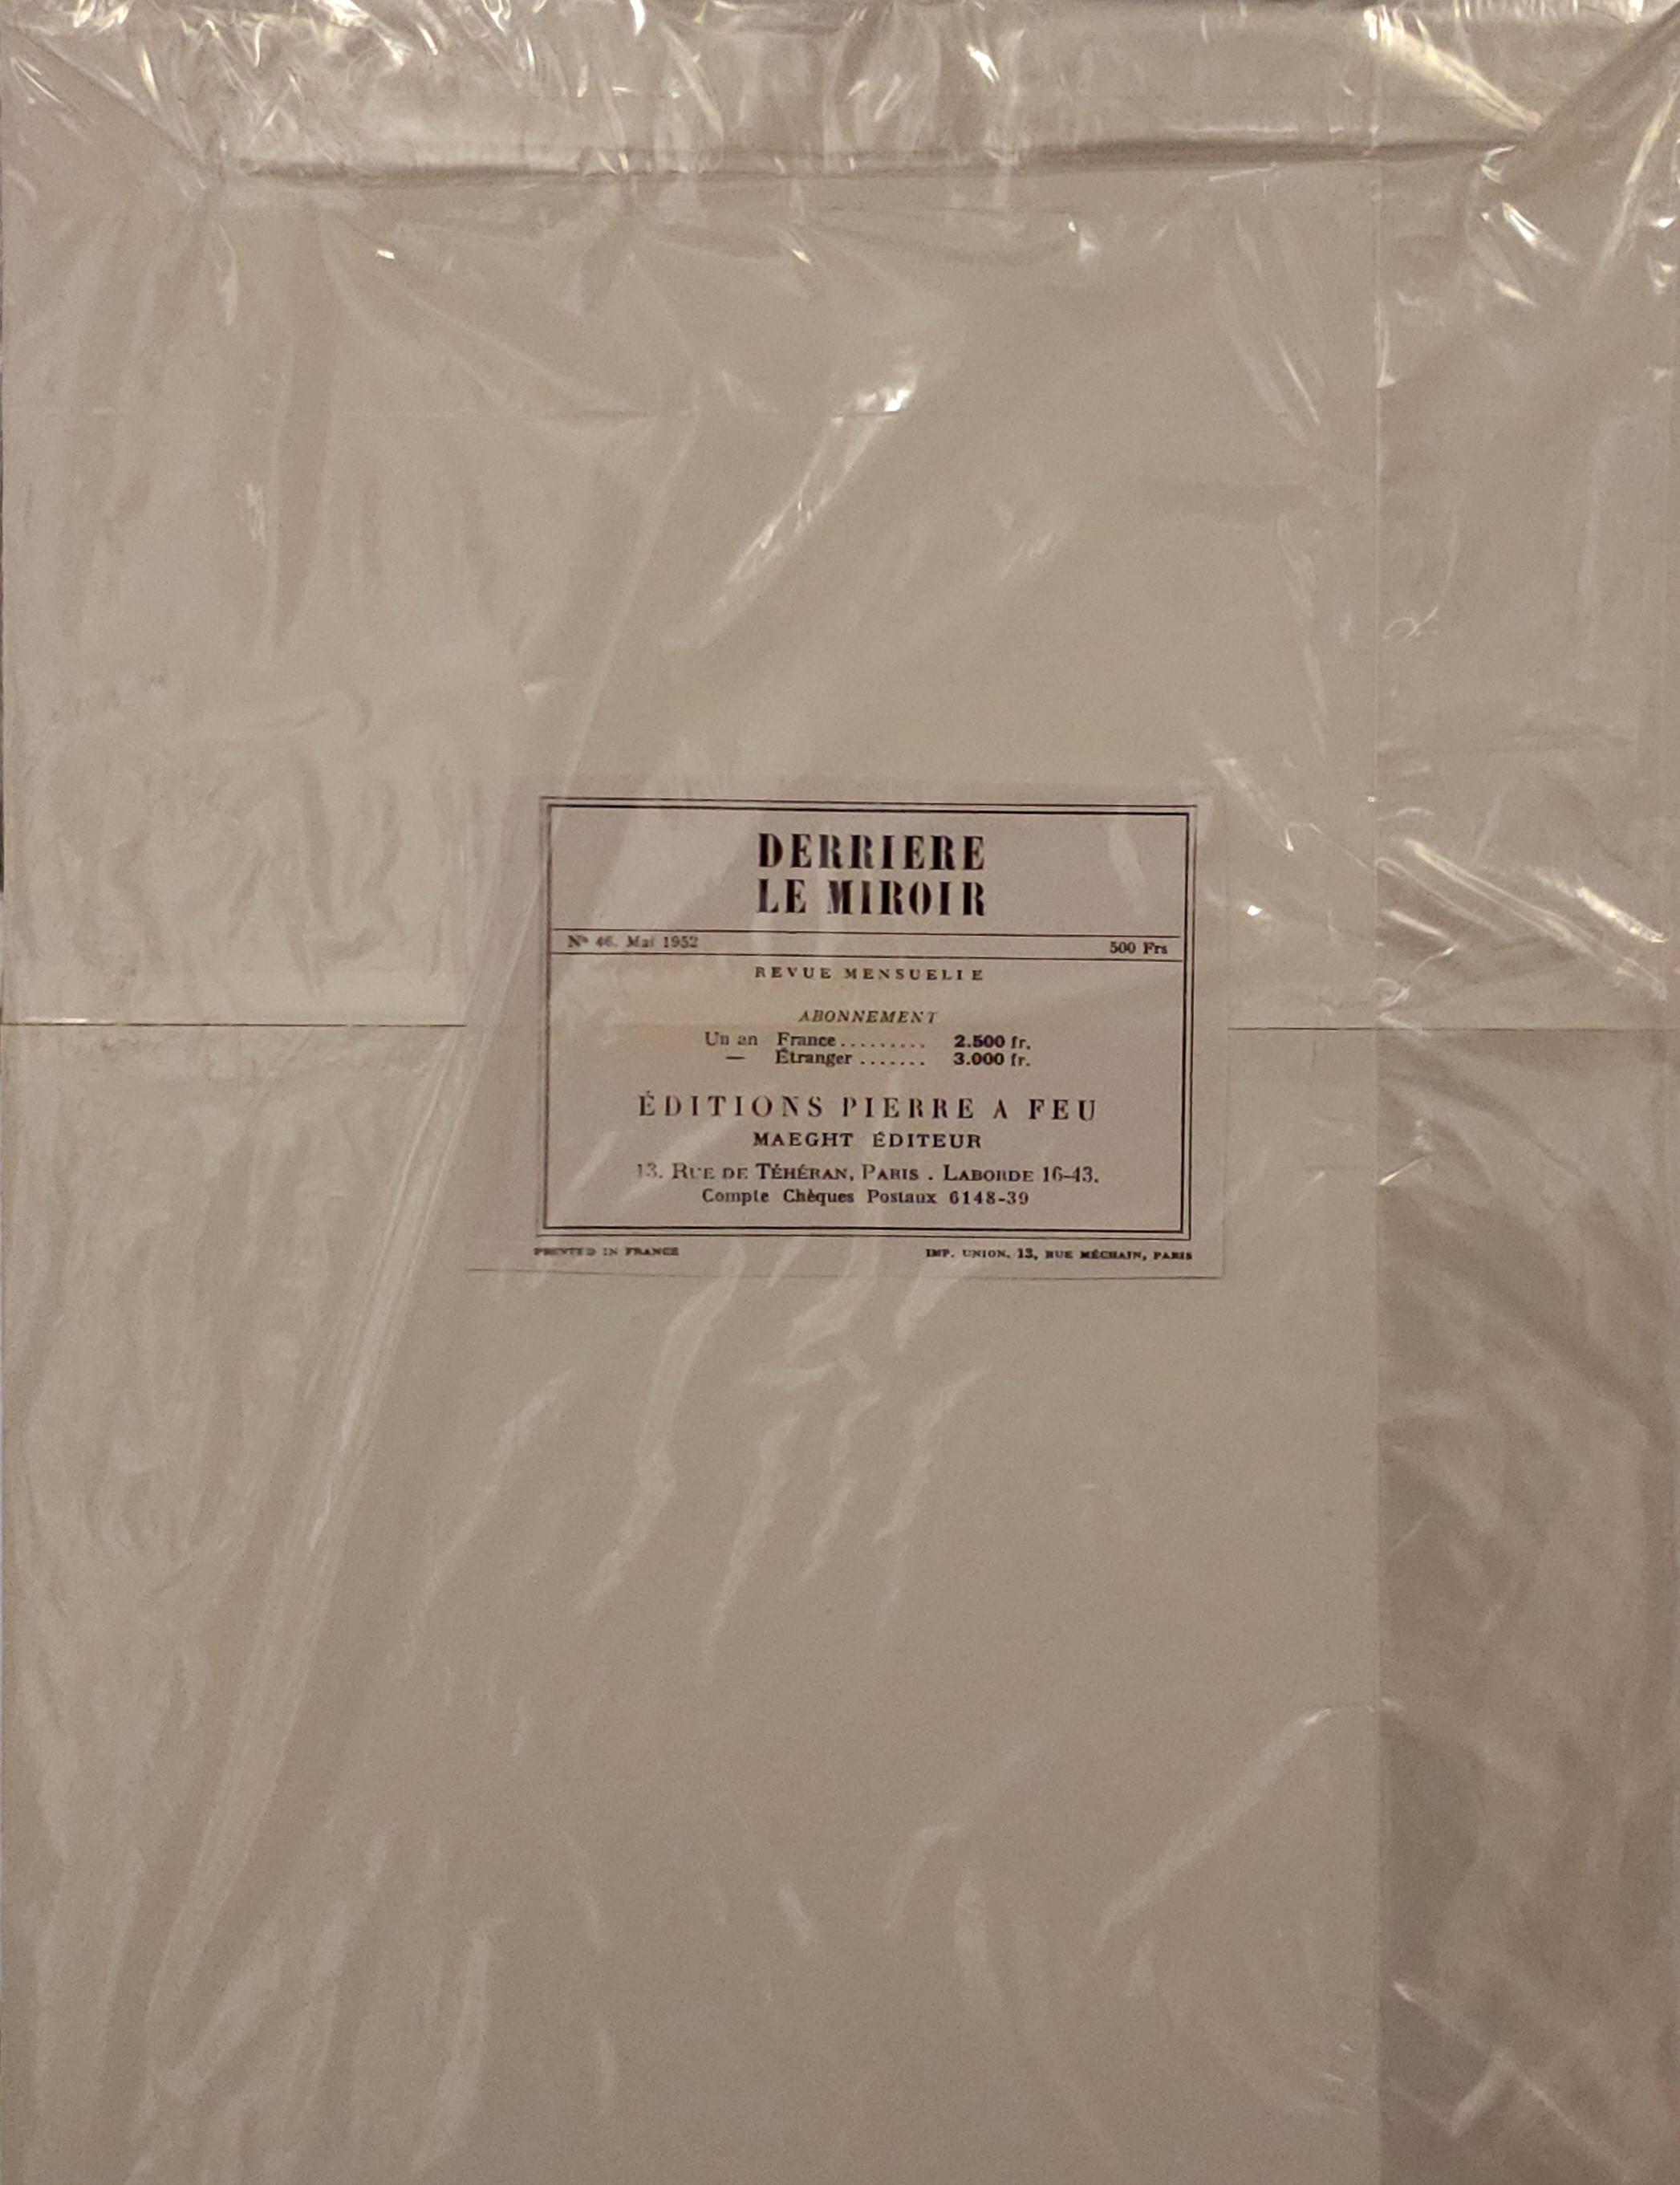 DERRIERE
LE MIROIR
Nº 46. Mai 1952 500 Frs
REVUE MENSUELLE
ABONNEMENT
Un an France......... 2.500 fr.
— Étranger ....... 3.000 fr.
ÉDITIONS PIERRE A FEU
MAEGHT ÉDITEUR
13. RUE DE TÉHÉRAN, PARIS . LABORDE 16-43.
Compte Chèques Postaux 6148-39
PRINTED IN FRANCE IMP. UNION, 13, RUE MÉCHAIN, PARIS